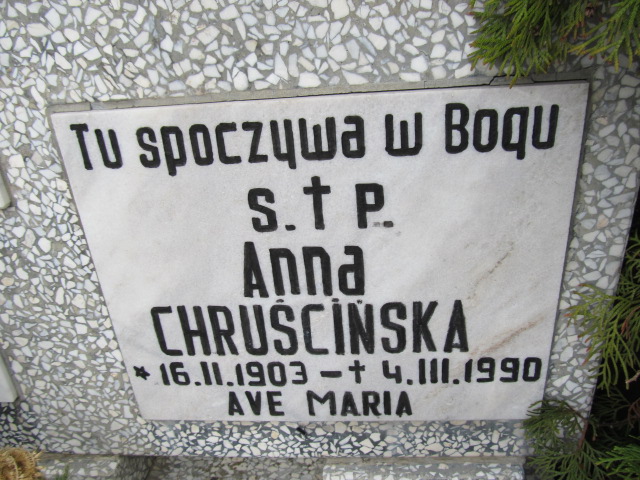 Tu spoczywa w Bogu
s. † p.
Anna
CHRUŚCIŃSKA
* 16.II.1903 – † 4.III.1990
AVE MARIA